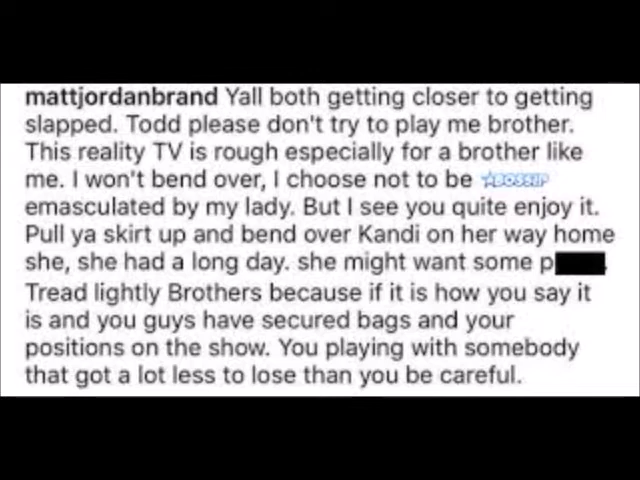 mattjordanbrand Yall both getting closer to getting
slapped. Todd please don't try to play me brother.
This reality TV is rough especially for a brother like
me. I won't bend over, I choose not to be ★BOSSIP
emasculated by my lady. But I see you quite enjoy it.
Pull ya skirt up and bend over Kandi on her way home
she, she had a long day. she might want some p
Tread lightly Brothers because if it is how you say it
is and you guys have secured bags and your
positions on the show. You playing with somebody
that got a lot less to lose than you be careful.